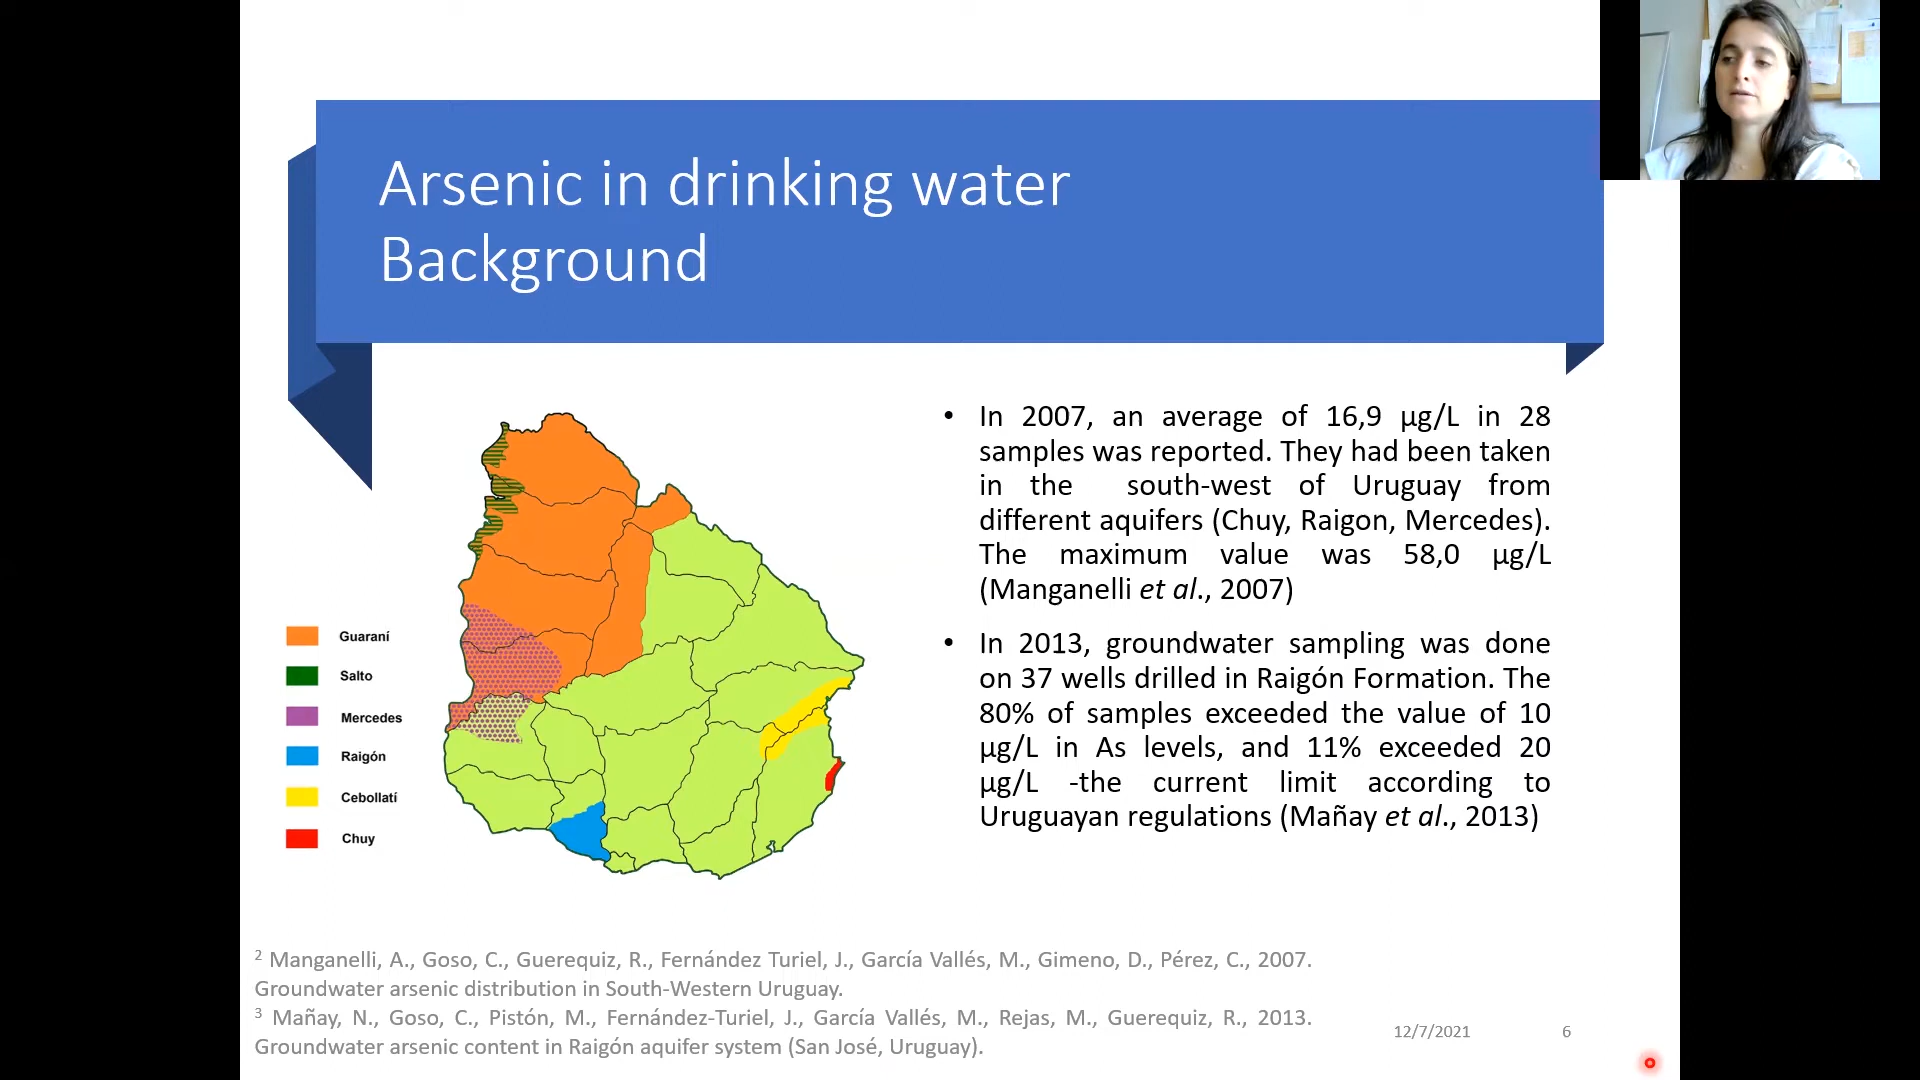 Arsenic in drinking water
Background
Guaraní
Salto
Mercedes
Raigón
Cebollatí
Chuy
• In 2007, an average of 16,9 µg/L in 28
samples was reported. They had been taken
in the south-west of Uruguay from
different aquifers (Chuy, Raigon, Mercedes).
The maximum value was 58,0 µg/L
(Manganelli et al., 2007)
• In 2013, groundwater sampling was done
on 37 wells drilled in Raigón Formation. The
80% of samples exceeded the value of 10
µg/L in As levels, and 11% exceeded 20
µg/L -the current limit according to
Uruguayan regulations (Mañay et al., 2013)
2 Manganelli, A., Goso, C., Guerequiz, R., Fernández Turiel, J., García Vallés, M., Gimeno, D., Pérez, C., 2007.
Groundwater arsenic distribution in South-Western Uruguay.
3 Mañay, N., Goso, C., Pistón, M., Fernández-Turiel, J., García Vallés, M., Rejas, M., Guerequiz, R., 2013.
Groundwater arsenic content in Raigón aquifer system (San José, Uruguay).
12/7/2021
6